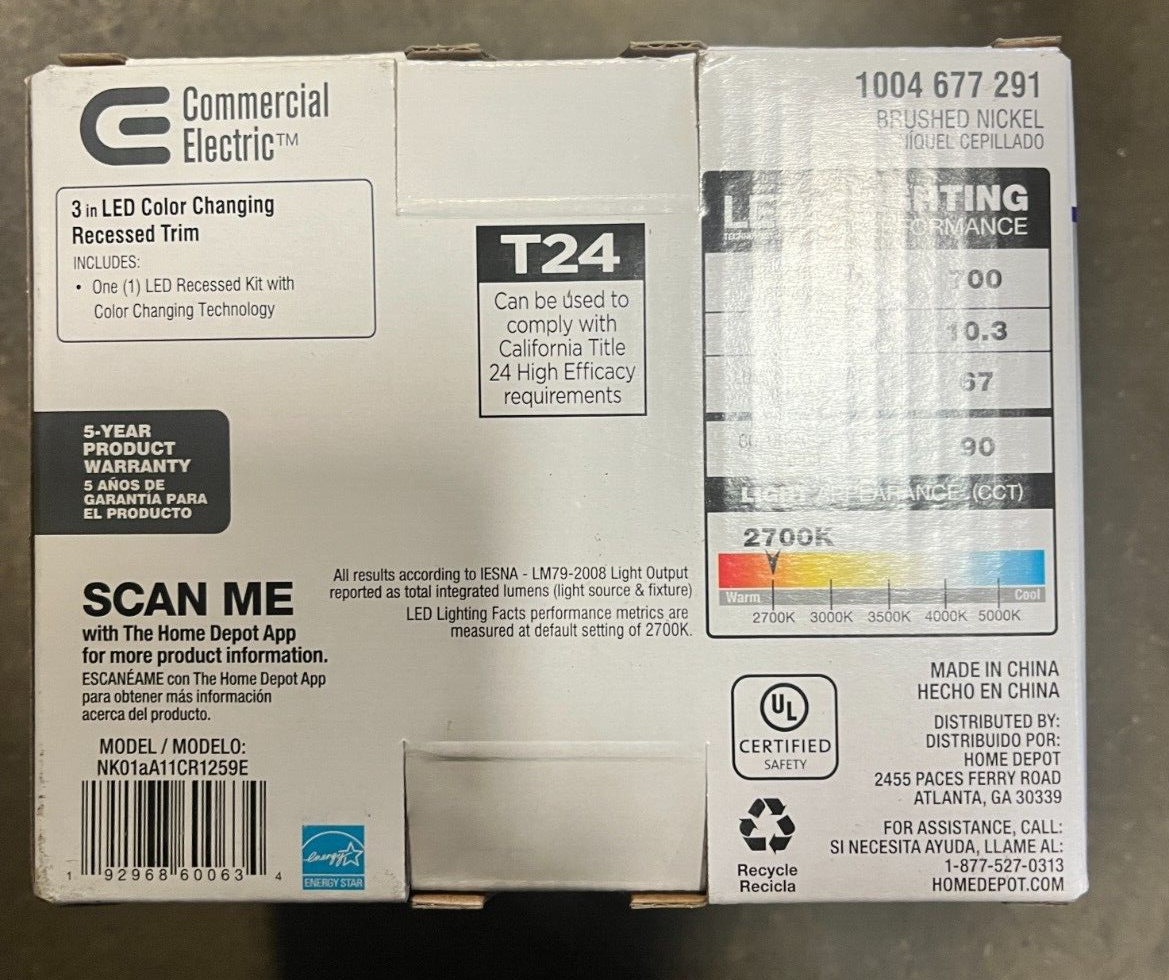 Commercial
Electric™
3 in LED Color Changing
Recessed Trim
INCLUDES:
• One (1) LED Recessed Kit with
Color Changing Technology
5-YEAR
PRODUCT
WARRANTY
5 AÑOS DE
GARANTÍA PARA
EL PRODUCTO
SCAN ME
with The Home Depot App
for more product information.
ESCANÉAME con The Home Depot App
para obtener más información
acerca del producto.
MODEL / MODELO:
NK01aA11CR1259E
1 92968 60063 4
energy
ENERGY STAR
T24
Can be used to
comply with
California Title
24 High Efficacy
requirements
All results according to IESNA - LM79-2008 Light Output
reported as total integrated lumens (light source & fixture)
LED Lighting Facts performance metrics are
measured at default setting of 2700K.
1004 677 291
BRUSHED NICKEL
NÍQUEL CEPILLADO
700
10.3
67
90
LIGHT APPEARANCE (CCT)
2700K
Warm Cool
2700K 3000K 3500K 4000K 5000K
UL
CERTIFIED
SAFETY
Recycle
Recicla
MADE IN CHINA
HECHO EN CHINA
DISTRIBUTED BY:
DISTRIBUIDO POR:
HOME DEPOT
2455 PACES FERRY ROAD
ATLANTA, GA 30339
FOR ASSISTANCE, CALL:
SI NECESITA AYUDA, LLAME AL:
1-877-527-0313
HOMEDEPOT.COM